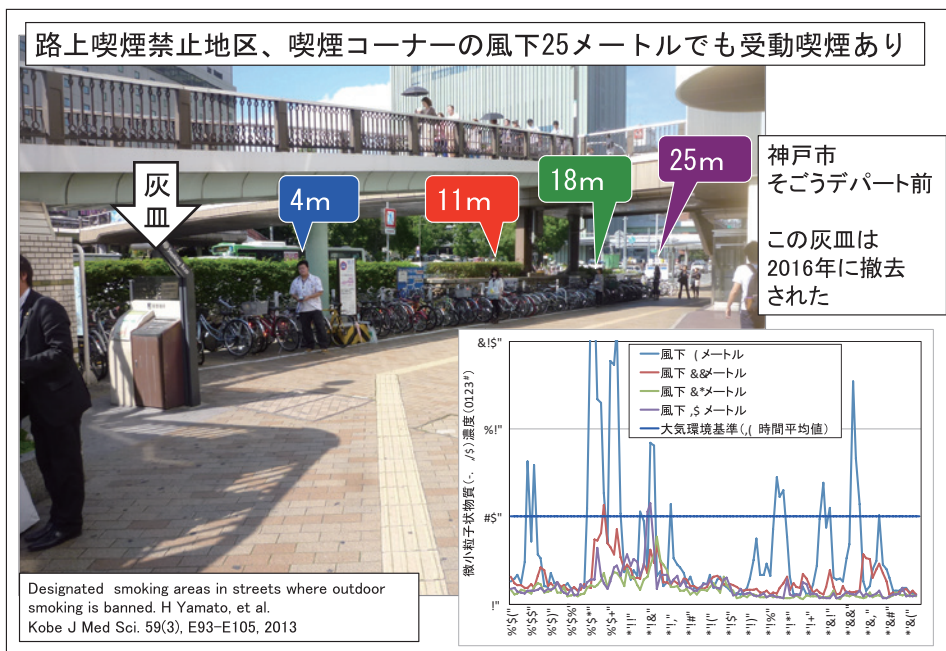 路上喫煙禁止地区、喫煙コーナーの風下25メートルでも受動喫煙あり
灰
皿
4m
11m
18m
25m
神戸市
そごうデパート前
この灰皿は
2016年に撤去
された
微小粒子状物質(-. ,/$)濃度(0123#)
&!$"
%!"
#$"
!"
風下 ( メートル
風下 &&メートル
風下 &*メートル
風下 ,$ メートル
大気環境基準(,( 時間平均値)
Designated smoking areas in streets where outdoor
smoking is banned. H Yamato, et al.
Kobe J Med Sci. 59(3), E93-E105, 2013